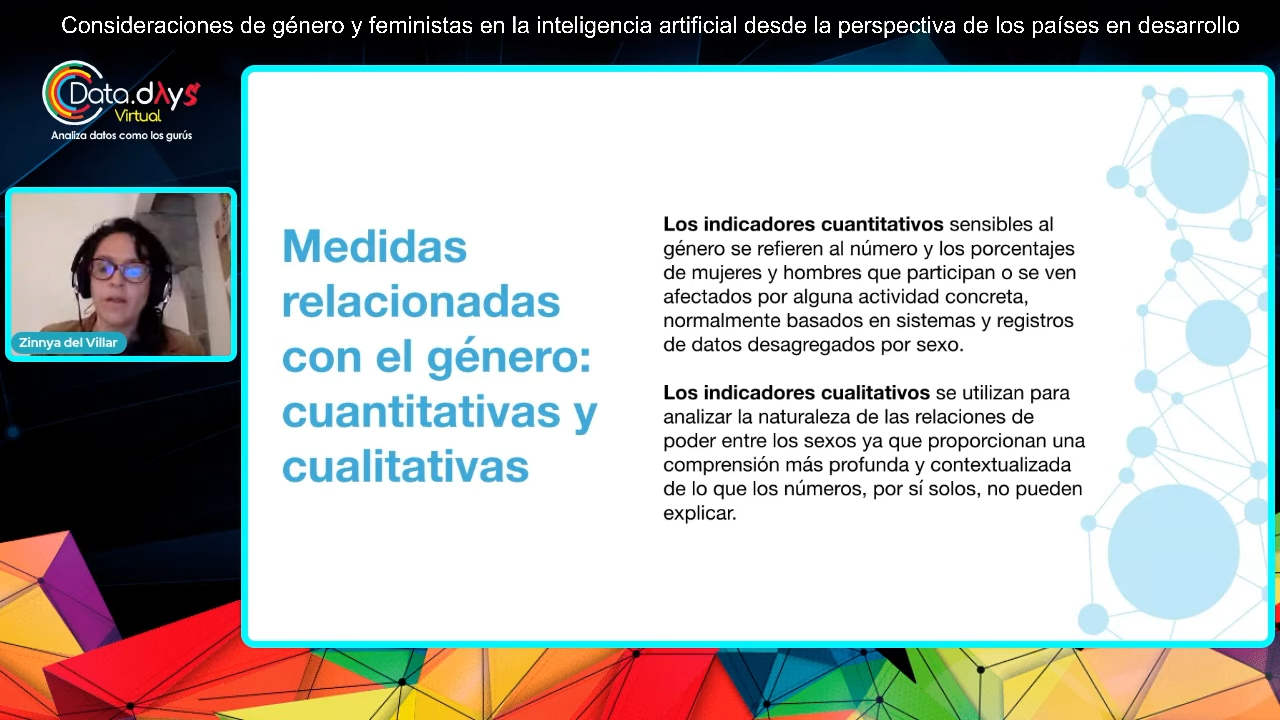 Consideraciones de género y feministas en la inteligencia artificial desde la perspectiva de los países en desarrollo
Data.dAys
Virtual
Analiza datos como los gurús
Zinnya del Villar
Medidas
relacionadas
con el género:
cuantitativas y
cualitativas
Los indicadores cuantitativos sensibles al
género se refieren al número y los porcentajes
de mujeres y hombres que participan o se ven
afectados por alguna actividad concreta,
normalmente basados en sistemas y registros
de datos desagregados por sexo.
Los indicadores cualitativos se utilizan para
analizar la naturaleza de las relaciones de
poder entre los sexos ya que proporcionan una
comprensión más profunda y contextualizada
de lo que los números, por sí solos, no pueden
explicar.